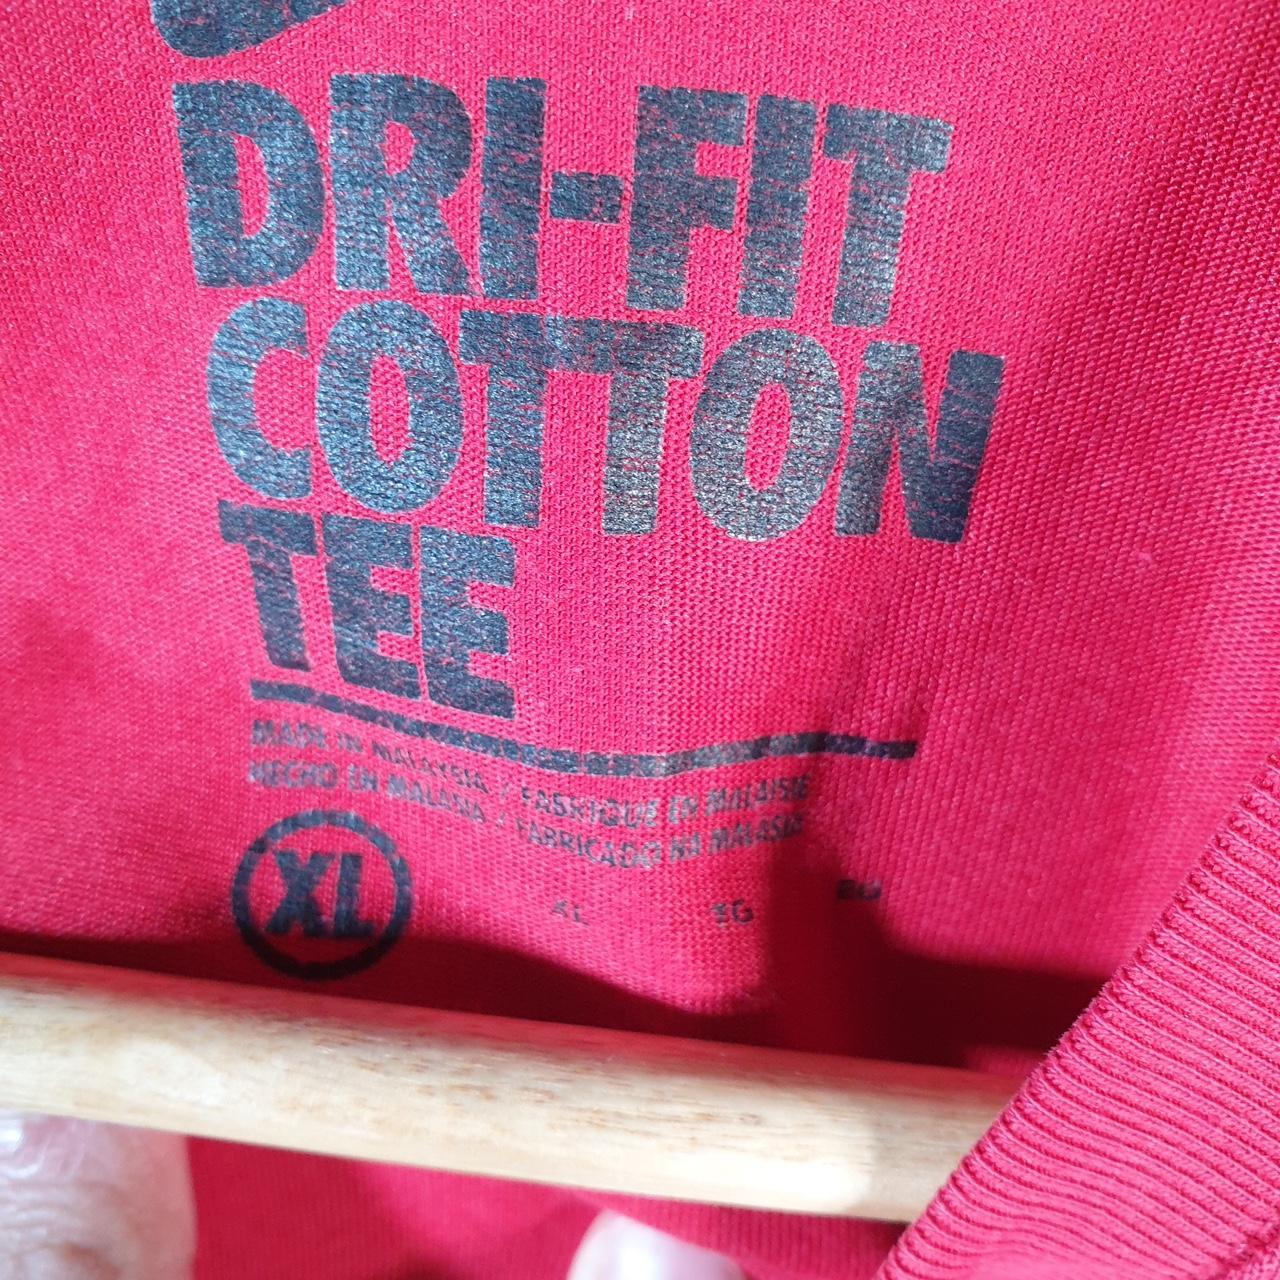 DRI-FIT
COTTON
TEE
MADE IN MALAYSIA / FABRIQUE EN MALAISIE
HECHO EN MALASIA / FABRICADO NA MALASIA
XL XL EG EG